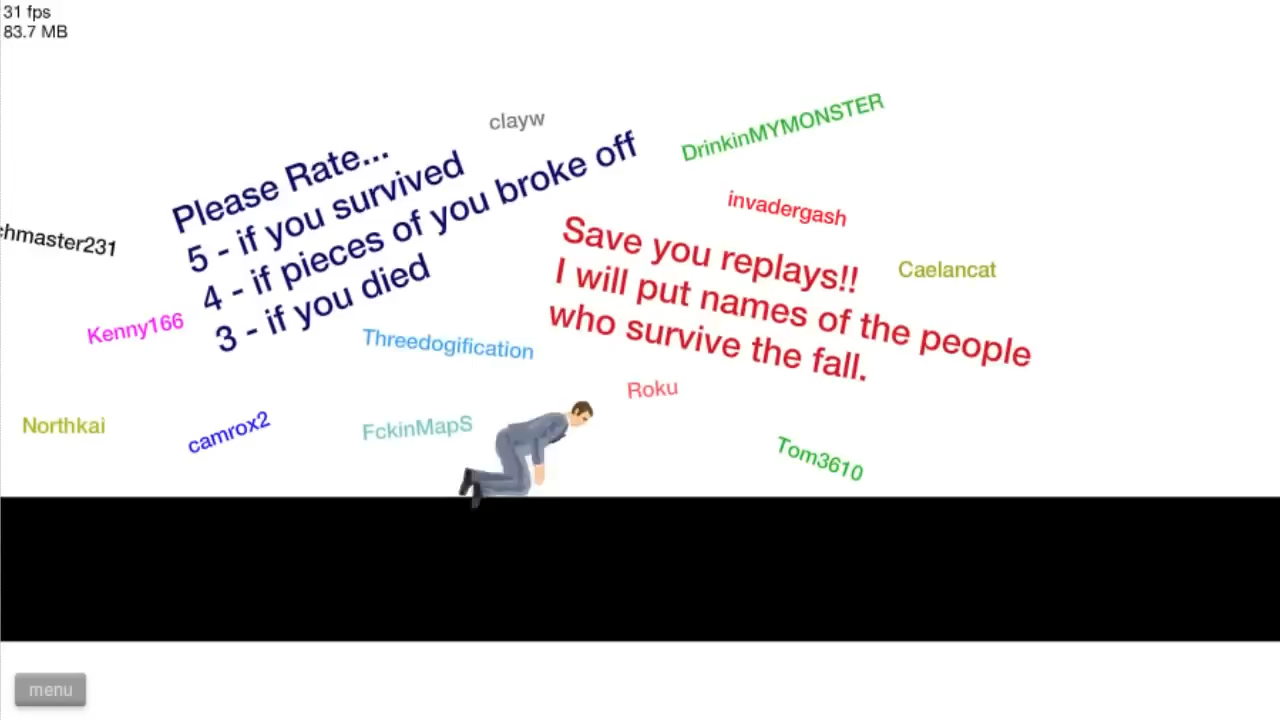 31 fps
83.7 MB
clayw
DrinkinMYMONSTER
Please Rate...
5 - if you survived
4 - if pieces of you broke off
3 - if you died
invadergash
chmaster231
Save you replays!!
I will put names of the people
who survive the fall.
Caelancat
Kenny166
Threedogification
Roku
Northkai
camrox2
FckinMapS
Tom3610
menu